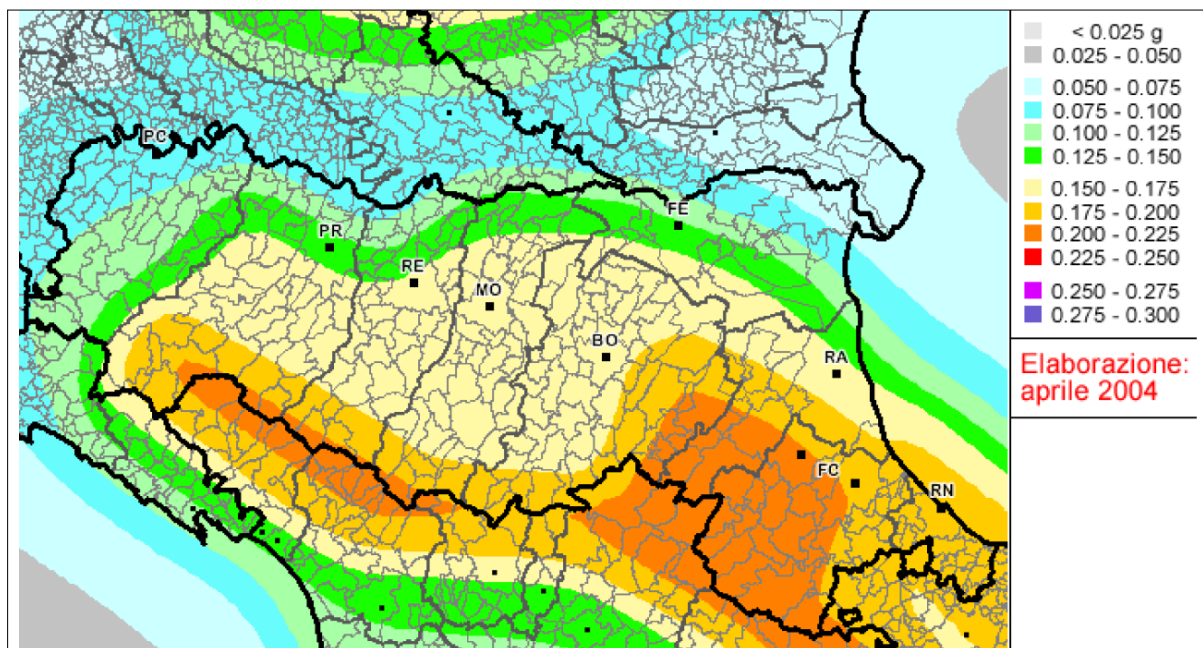 PC
PR
RE
MO
FE
BO
RA
FC
RN
< 0.025 g
0.025 - 0.050
0.050 - 0.075
0.075 - 0.100
0.100 - 0.125
0.125 - 0.150
0.150 - 0.175
0.175 - 0.200
0.200 - 0.225
0.225 - 0.250
0.250 - 0.275
0.275 - 0.300
Elaborazione:
aprile 2004